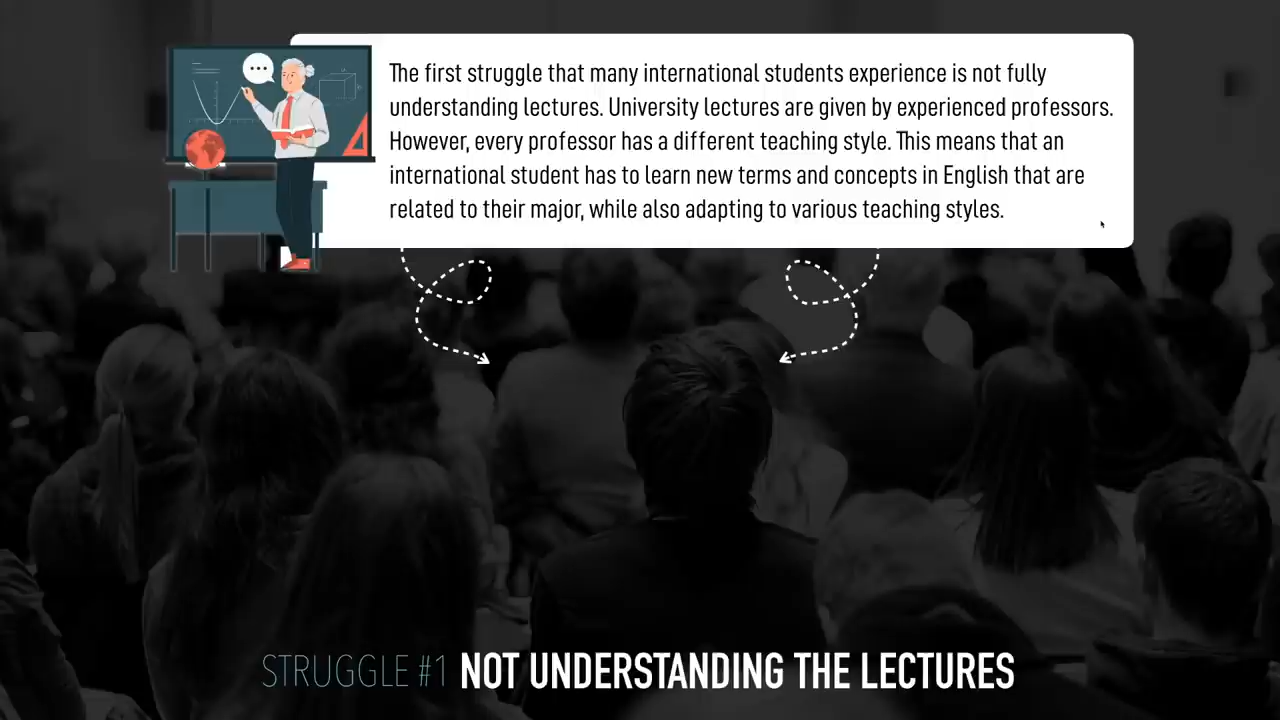 The first struggle that many international students experience is not fully
understanding lectures. University lectures are given by experienced professors.
However, every professor has a different teaching style. This means that an
international student has to learn new terms and concepts in English that are
related to their major, while also adapting to various teaching styles.
STRUGGLE #1 NOT UNDERSTANDING THE LECTURES